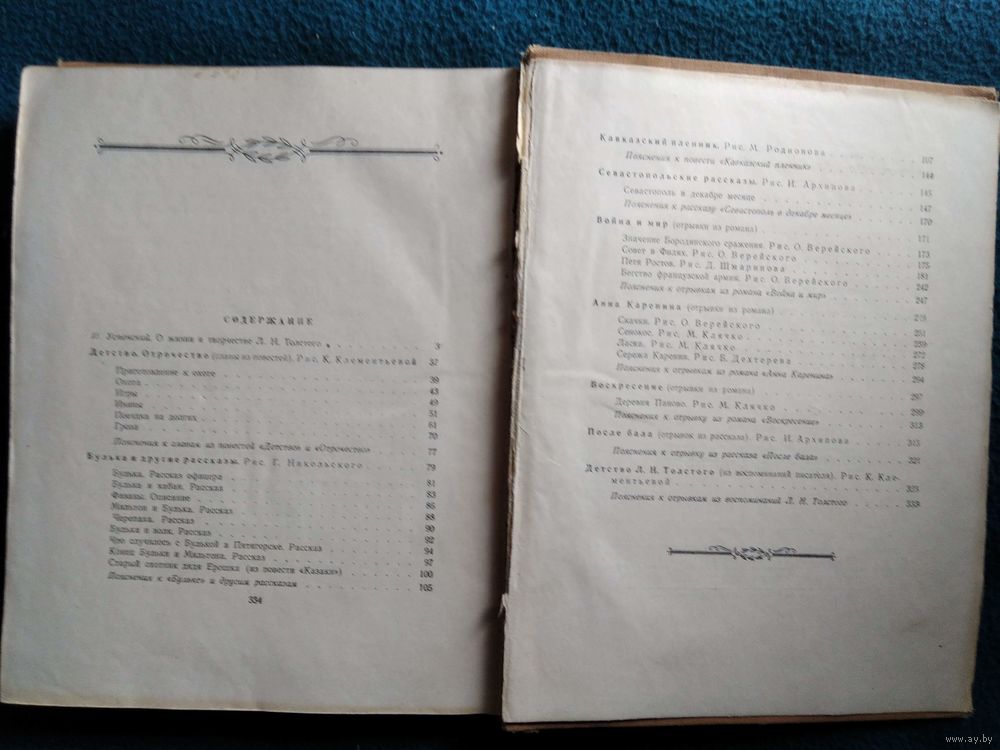 СОДЕРЖАНИЕ
Успенский. О жизни и творчестве Л. Н. Толстого 3
Детство. Отрочество (главы из повестей). Рис. К. Клементьевой 37
Приготовление к охоте 39
Охота 43
Игры 49
Ивины 51
Поездка на долгих 61
Гроза 70
Пояснения к главам из повестей «Детство» и «Отрочество» 77
Булька и другие рассказы. Рис. Г. Никольского 79
Булька. Рассказ офицера 81
Булька и кабан. Рассказ 83
Фазаны. Описание 85
Мильтон и Булька. Рассказ 88
Черепаха. Рассказ 90
Булька и волк. Рассказ 92
Что случилось с Булькой в Пятигорске. Рассказ 94
Конец Бульки и Мильтона. Рассказ 97
Старый охотник дядя Ерошка (из повести «Казаки») 100
Пояснения к «Бульке» и другим рассказам 105
334
Кавказский пленник. Рис. М. Родионова 107
Пояснения к повести «Кавказский пленник» 144
Севастопольские рассказы. Рис. И. Архипова 145
Севастополь в декабре месяце 147
Пояснения к рассказу «Севастополь в декабре месяце» 170
Война и мир (отрывки из романа) 171
Значение Бородинского сражения. Рис. О. Верейского 173
Совет в Филях. Рис. О. Верейского 175
Петя Ростов. Рис. Д. Шмаринова 181
Бегство французской армии. Рис. О. Верейского 242
Пояснения к отрывкам из романа «Война и мир» 247
Анна Каренина (отрывки из романа)
Скачки. Рис. О. Верейского 251
Сенокос. Рис. М. Клячко 259
Ласка. Рис. М. Клячко 272
Сережа Каренин. Рис. Б. Дехтерева 278
Пояснения к отрывкам из романа «Анна Каренина» 294
Воскресение (отрывки из романа) 297
Деревня Паново. Рис. М. Клячко 299
Пояснения к отрывку из романа «Воскресение» 313
После бала (отрывок из рассказа). Рис. И. Архипова 315
Пояснения к отрывку из рассказа «После бала»
Детство Л. Н. Толстого (из воспоминаний писателя). Рис. К. Кле-
ментьевой
Пояснения к отрывкам из воспоминаний Л. Н. Толстого
www.ay.by